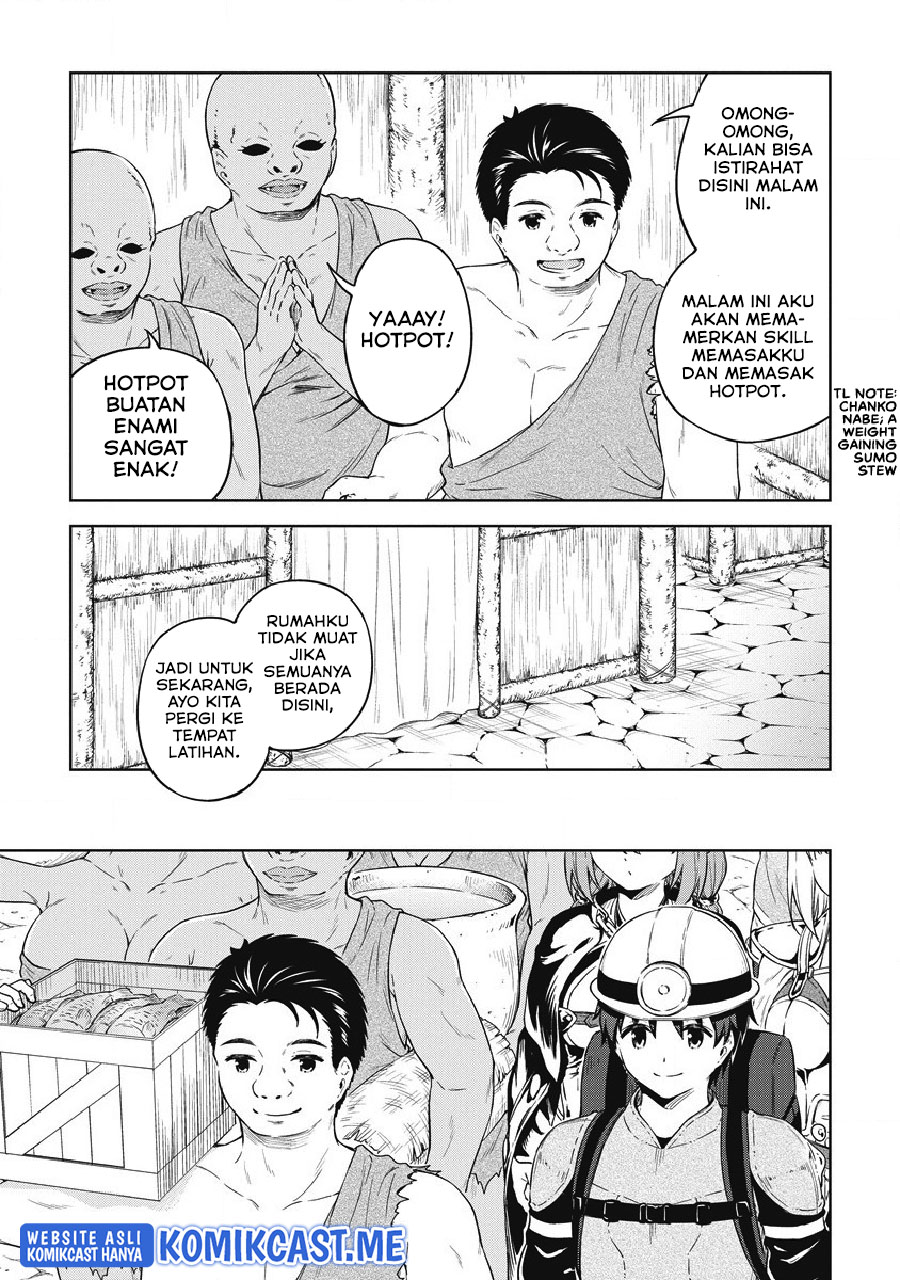 OMONG-
OMONG,
KALIAN BISA
ISTIRAHAT
DISINI MALAM
INI.
MALAM INI AKU
AKAN MEMA-
MERKAN SKILL
MEMASAKKU
DAN MEMASAK
HOTPOT.
TL NOTE:
CHANKO
NABE; A
WEIGHT
GAINING
SUMO
STEW
YAAAY!
HOTPOT!
HOTPOT
BUATAN
ENAMI
SANGAT
ENAK!
RUMAHKU
TIDAK MUAT
JIKA
SEMUANYA
BERADA
DISINI,
JADI UNTUK
SEKARANG,
AYO KITA
PERGI KE
TEMPAT
LATIHAN.
WEBSITE ASLI
KOMIKCAST HANYA
KOMIKCAST.ME